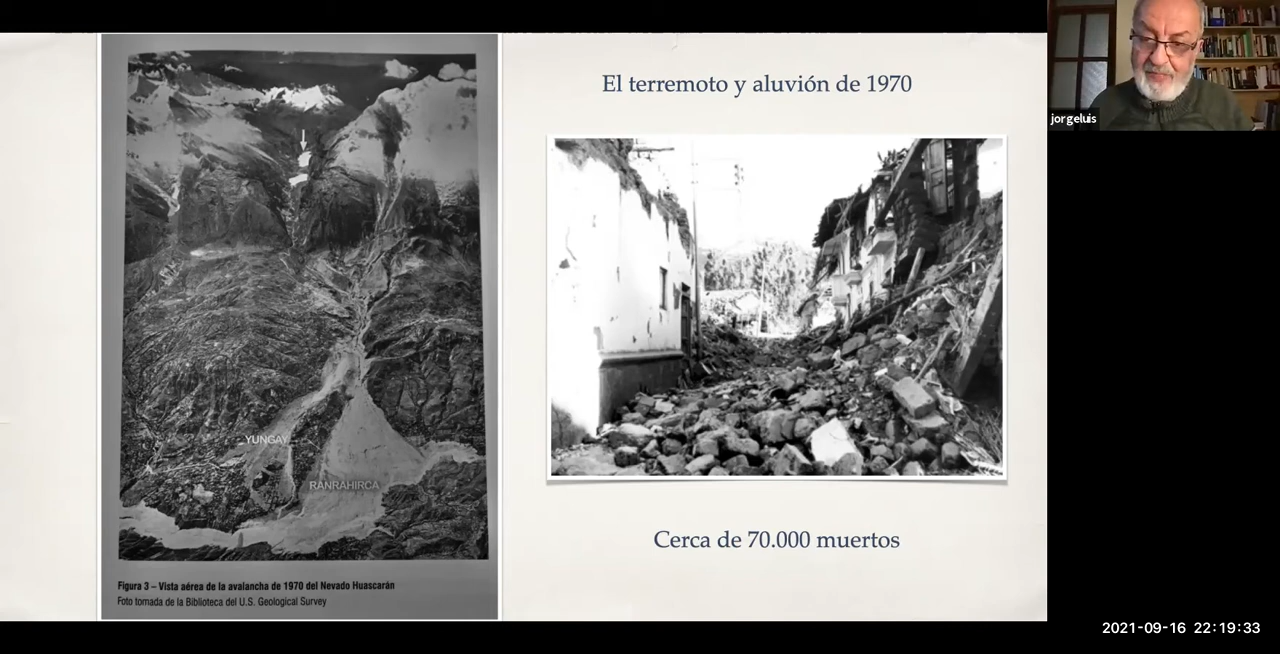 El terremoto y aluvión de 1970
jorgeluis
YUNGAY
RANRAHIRCA
Cerca de 70.000 muertos
Figura 3 – Vista aérea de la avalancha de 1970 del Nevado Huascarán
Foto tomada de la Biblioteca del U.S. Geological Survey
2021-09-16 22:19:33